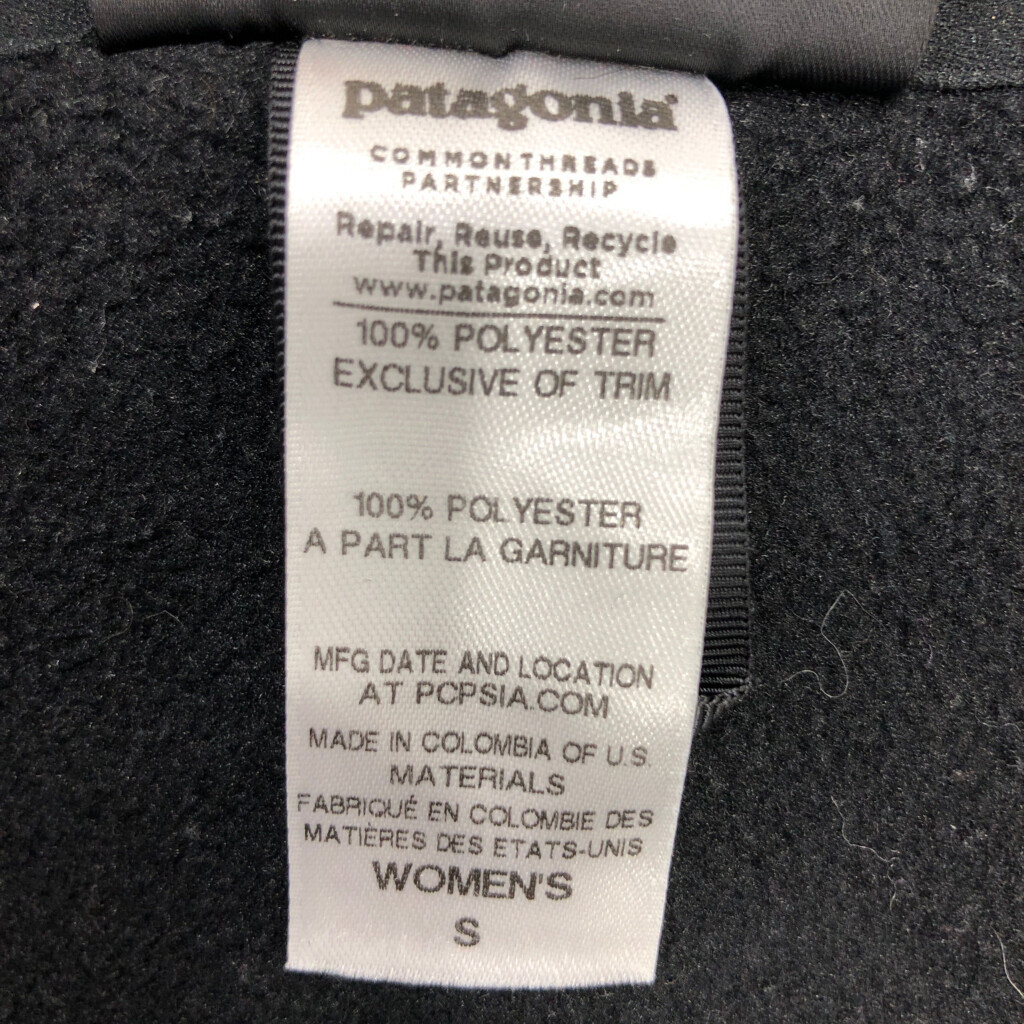 patagonia®
COMMON THREADS
PARTNERSHIP
Repair, Reuse, Recycle
This Product
www.patagonia.com
100% POLYESTER
EXCLUSIVE OF TRIM
100% POLYESTER
A PART LA GARNITURE
MFG DATE AND LOCATION
AT PCPSIA.COM
MADE IN COLOMBIA OF U.S.
MATERIALS
FABRIQUÉ EN COLOMBIE DES
MATIÈRES DES ETATS-UNIS
WOMEN'S
S